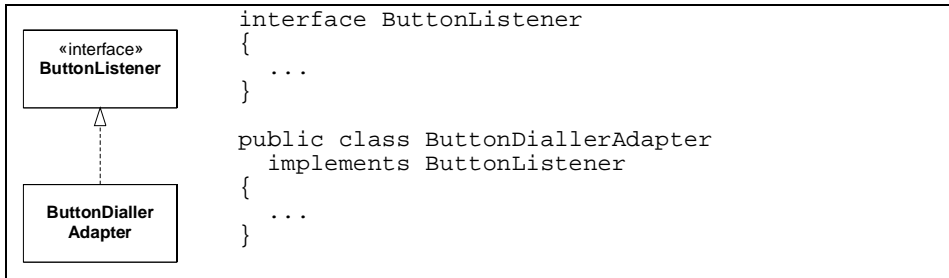 «interface»
ButtonListener
ButtonDialler
Adapter
interface ButtonListener
{
...
}
public class ButtonDiallerAdapter
implements ButtonListener
{
...
}